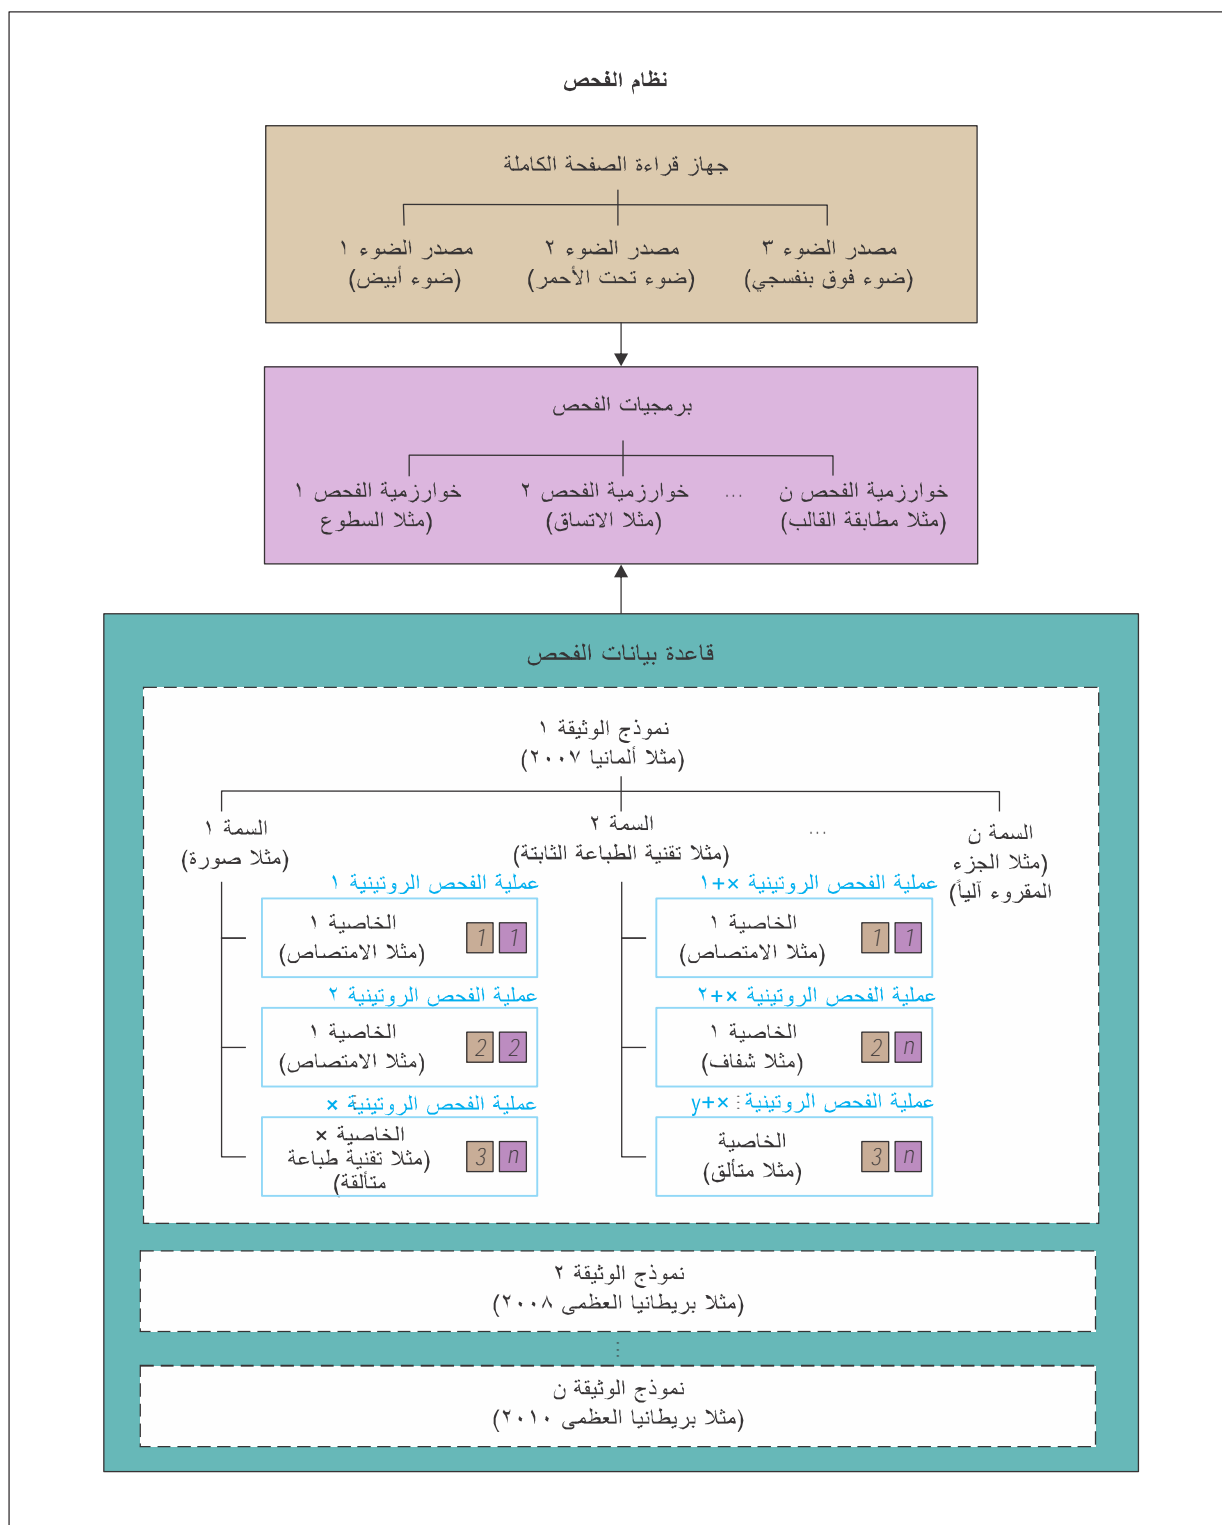 نظام الفحص
جهاز قراءة الصفحة الكاملة
مصدر الضوء ١
(ضوء أبيض)
مصدر الضوء ٢
(ضوء تحت الأحمر)
مصدر الضوء ٣
(ضوء فوق بنفسجي)
برمجيات الفحص
خوارزمية الفحص ١
(مثلا السطوع)
خوارزمية الفحص ٢
(مثلا الاتساق)
...
خوارزمية الفحص ن
(مثلا مطابقة القالب)
قاعدة بيانات الفحص
نموذج الوثيقة ١
(مثلا ألمانيا ٢٠٠٧)
السمة ١
(مثلا صورة)
عملية الفحص الروتينية ١
الخاصية ١
(مثلا الامتصاص)
1 1
عملية الفحص الروتينية ٢
الخاصية ١
(مثلا الامتصاص)
2 2
عملية الفحص الروتينية ×
الخاصية ×
(مثلا تقنية طباعة
متألقة)
3 n
السمة ٢
(مثلا تقنية الطباعة الثابتة)
عملية الفحص الروتينية ×+١
الخاصية ١
(مثلا الامتصاص)
1 1
عملية الفحص الروتينية ×+٢
الخاصية ١
(مثلا شفاف)
2 n
عملية الفحص الروتينية ⋮ ×+y
الخاصية
(مثلا متألق)
3 n
...
السمة ن
(مثلا الجزء
المقروء آلياً)
نموذج الوثيقة ٢
(مثلا بريطانيا العظمى ٢٠٠٨)
⋮
نموذج الوثيقة ن
(مثلا بريطانيا العظمى ٢٠١٠)